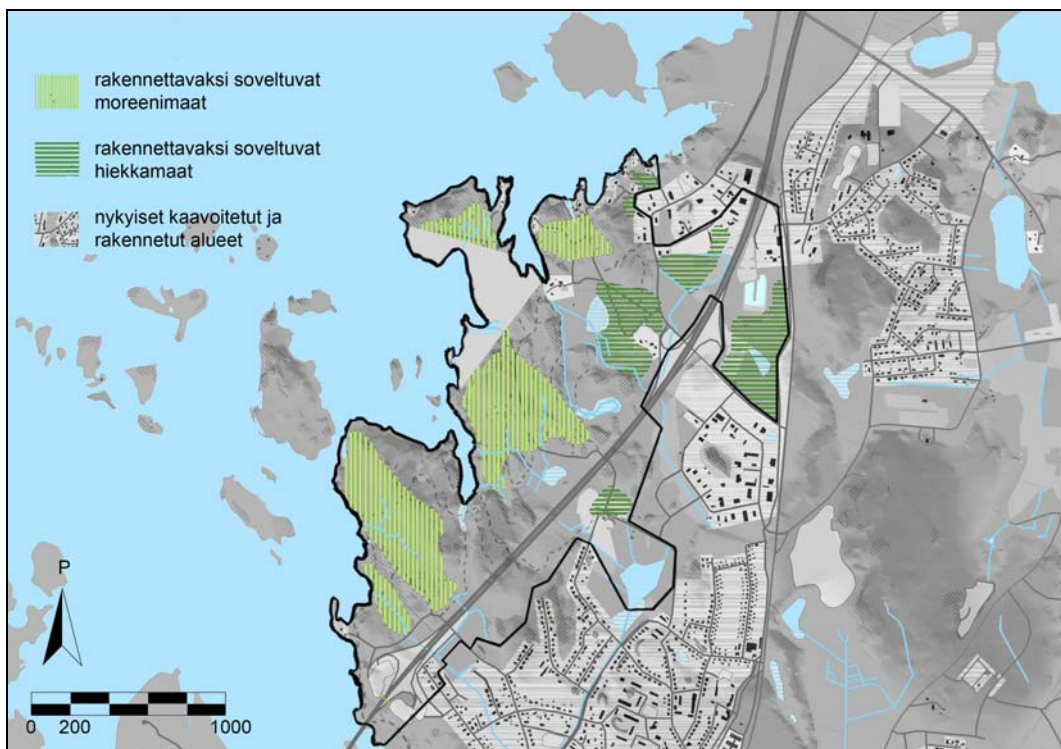 rakennettavaksi soveltuvat
moreenimaat
rakennettavaksi soveltuvat
hiekkamaat
nykyiset kaavoitetut ja
rakennetut alueet
P
0 200 1000